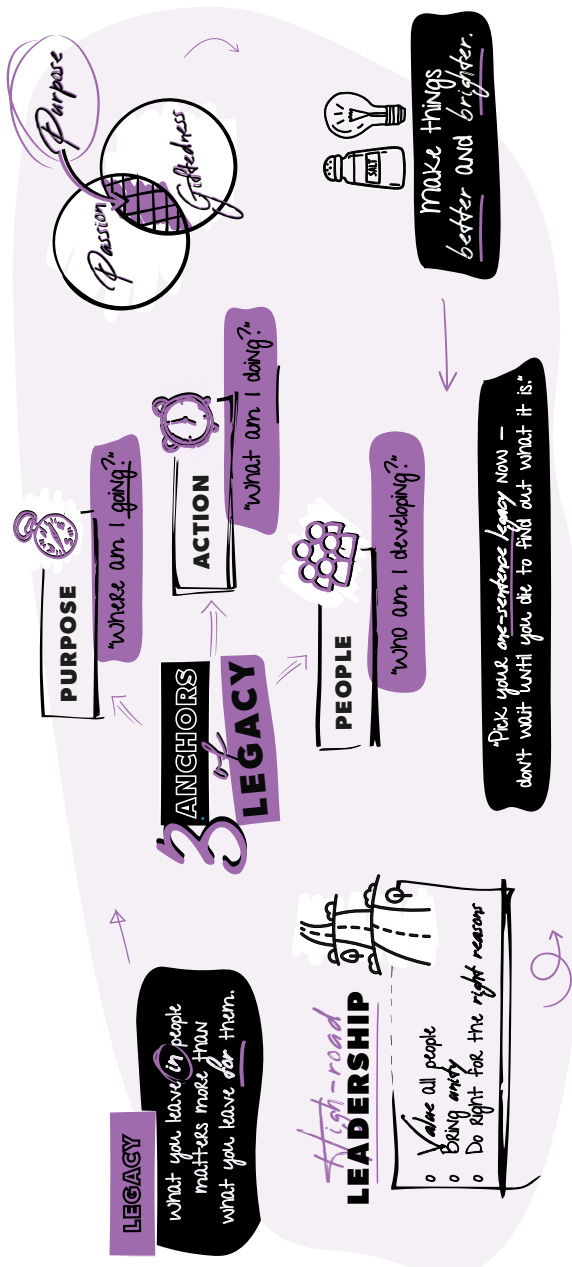 LEGACY
What you leave in people
matters more than
what you leave for them.
3 ANCHORS
of
LEGACY
PURPOSE
"Where am I going?"
ACTION
"What am I doing?"
PEOPLE
"Who am I developing?"
Purpose
Passion
Giftedness
High-road
LEADERSHIP
o Value all people
o Bring unity
o Do right for the right reasons
"Pick your one-sentence legacy now –
don't wait until you die to find out what it is."
SALT
Make things
better and brighter.